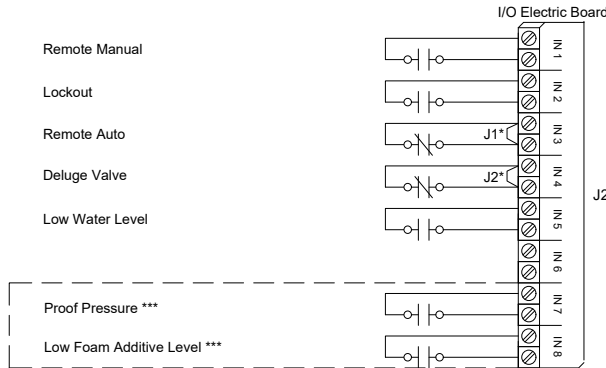 I/O Electric Board
Remote Manual
IN 1
Lockout
IN 2
Remote Auto
J1*
IN 3
Deluge Valve
J2*
IN 4
J2
Low Water Level
IN 5
IN 6
Proof Pressure ***
IN 7
Low Foam Additive Level ***
IN 8